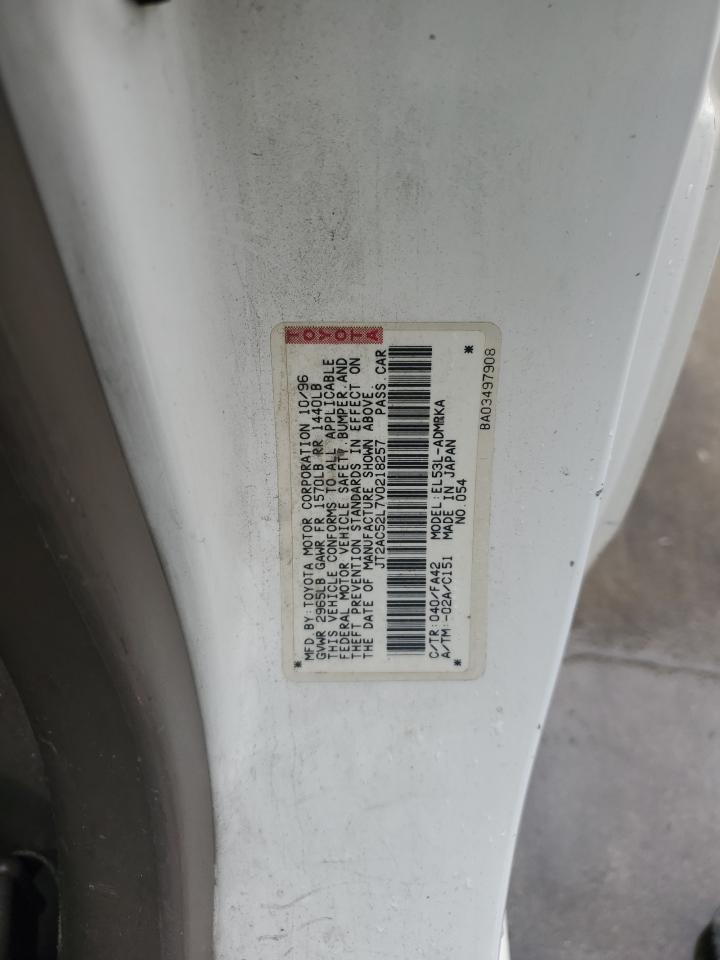 TOYOTA
MFD.BY:TOYOTA MOTOR CORPORATION 10/96
GVWR 2965LB GAWR FR 1570LB RR 1440LB
THIS VEHICLE CONFORMS TO ALL APPLICABLE
FEDERAL MOTOR VEHICLE SAFETY,BUMPER,AND
THEFT PREVENTION STANDARDS IN EFFECT ON
THE DATE OF MANUFACTURE SHOWN ABOVE.
JT2AC52L7V0218257 PASS.CAR
C/TR:040/FA42 MODEL:EL53L-ADMRKA
A/TM:-02A/C151 MADE IN JAPAN
NO.054
BA03497908